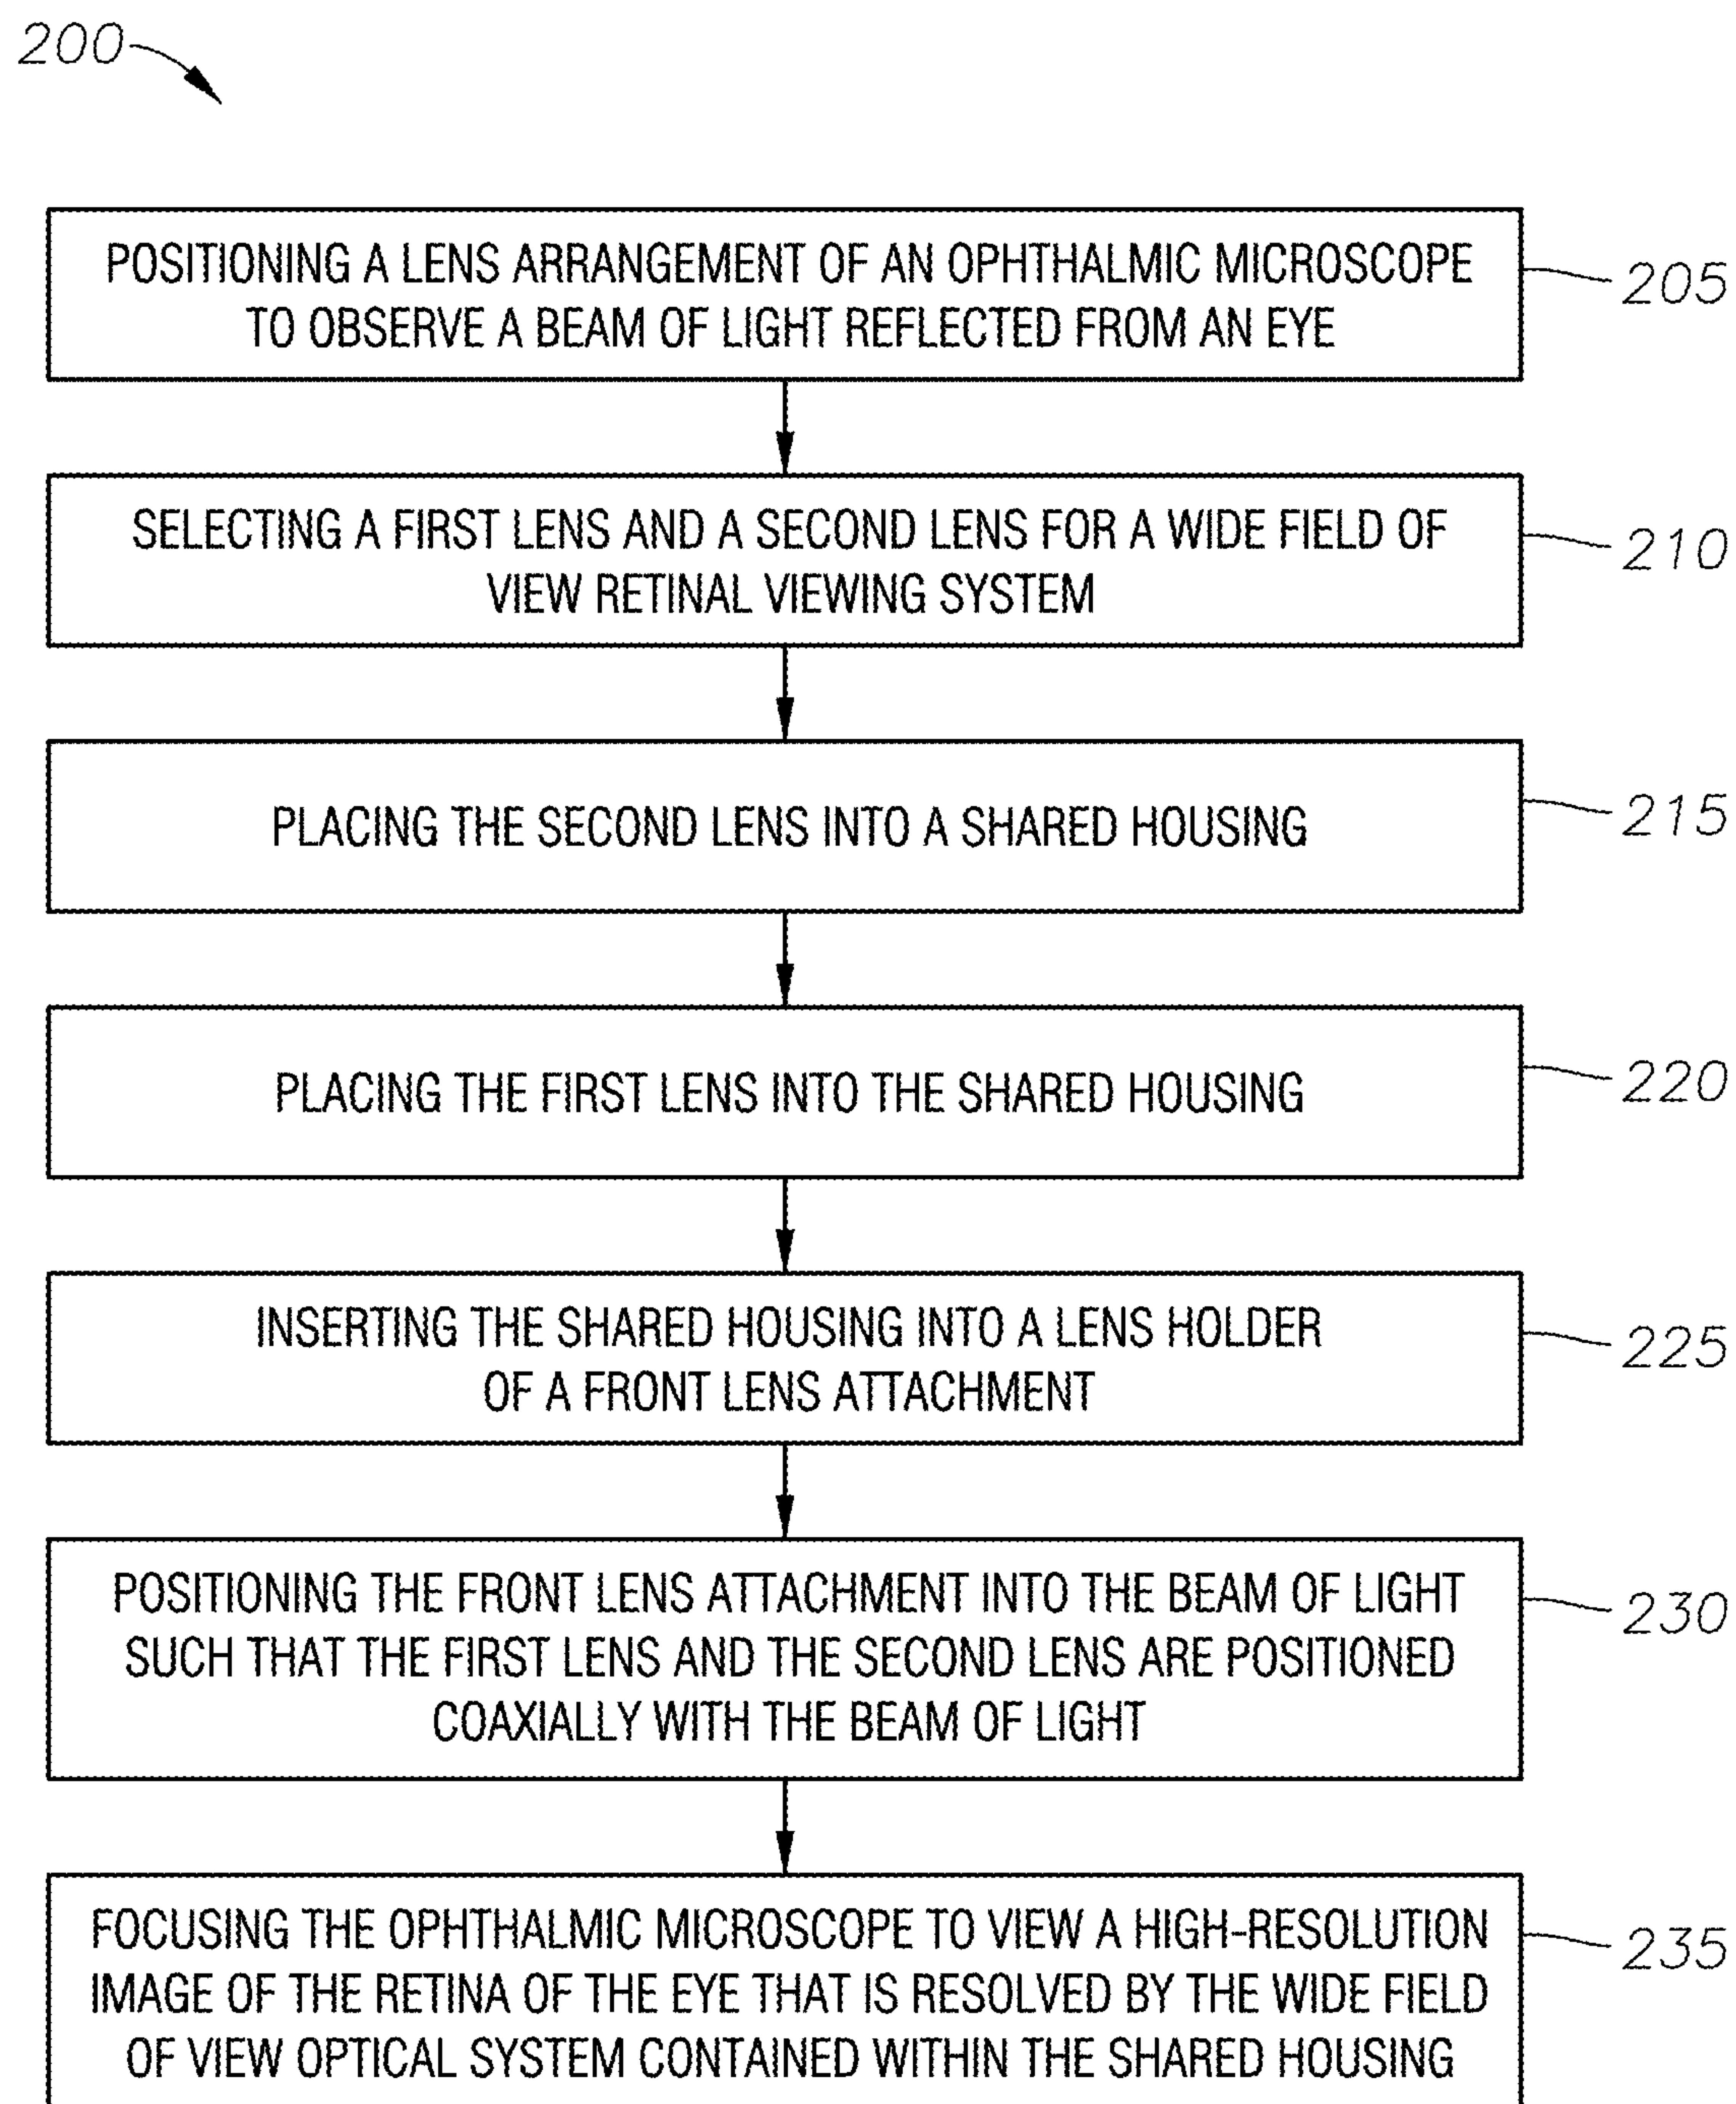 200
POSITIONING A LENS ARRANGEMENT OF AN OPHTHALMIC MICROSCOPE
TO OBSERVE A BEAM OF LIGHT REFLECTED FROM AN EYE
205
SELECTING A FIRST LENS AND A SECOND LENS FOR A WIDE FIELD OF
VIEW RETINAL VIEWING SYSTEM
210
PLACING THE SECOND LENS INTO A SHARED HOUSING
215
PLACING THE FIRST LENS INTO THE SHARED HOUSING
220
INSERTING THE SHARED HOUSING INTO A LENS HOLDER
OF A FRONT LENS ATTACHMENT
225
POSITIONING THE FRONT LENS ATTACHMENT INTO THE BEAM OF LIGHT
SUCH THAT THE FIRST LENS AND THE SECOND LENS ARE POSITIONED
COAXIALLY WITH THE BEAM OF LIGHT
230
FOCUSING THE OPHTHALMIC MICROSCOPE TO VIEW A HIGH-RESOLUTION
IMAGE OF THE RETINA OF THE EYE THAT IS RESOLVED BY THE WIDE FIELD
OF VIEW OPTICAL SYSTEM CONTAINED WITHIN THE SHARED HOUSING
235